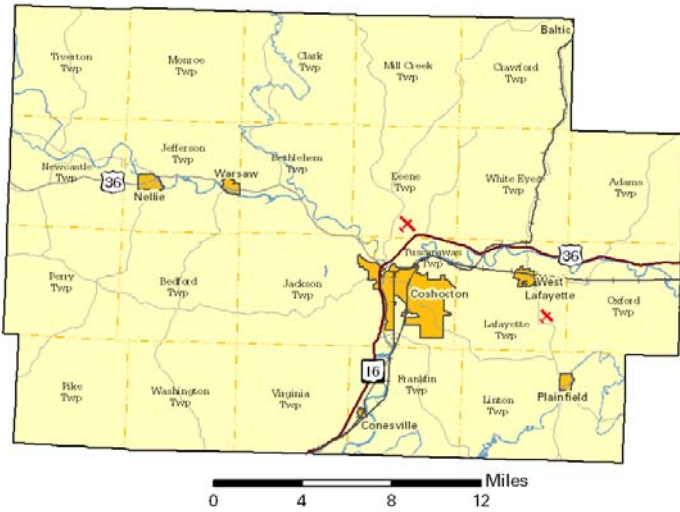 Baltic
Tiverton
Twp
Monroe
Twp
Clark
Twp
Mill Creek
Twp
Crawford
Twp
Newcastle
Twp
36
Nellie
Jefferson
Twp
Warsaw
Bethlehem
Twp
Keene
Twp
White Eyes
Twp
Adams
Twp
Perry
Twp
Bedford
Twp
Jackson
Twp
Tuscarawas
Twp
36
Coshocton
West
Lafayette
Lafayette
Twp
Oxford
Twp
Pike
Twp
Washington
Twp
Virginia
Twp
16
Franklin
Twp
Linton
Twp
Plainfield
Conesville
Miles
0
4
8
12